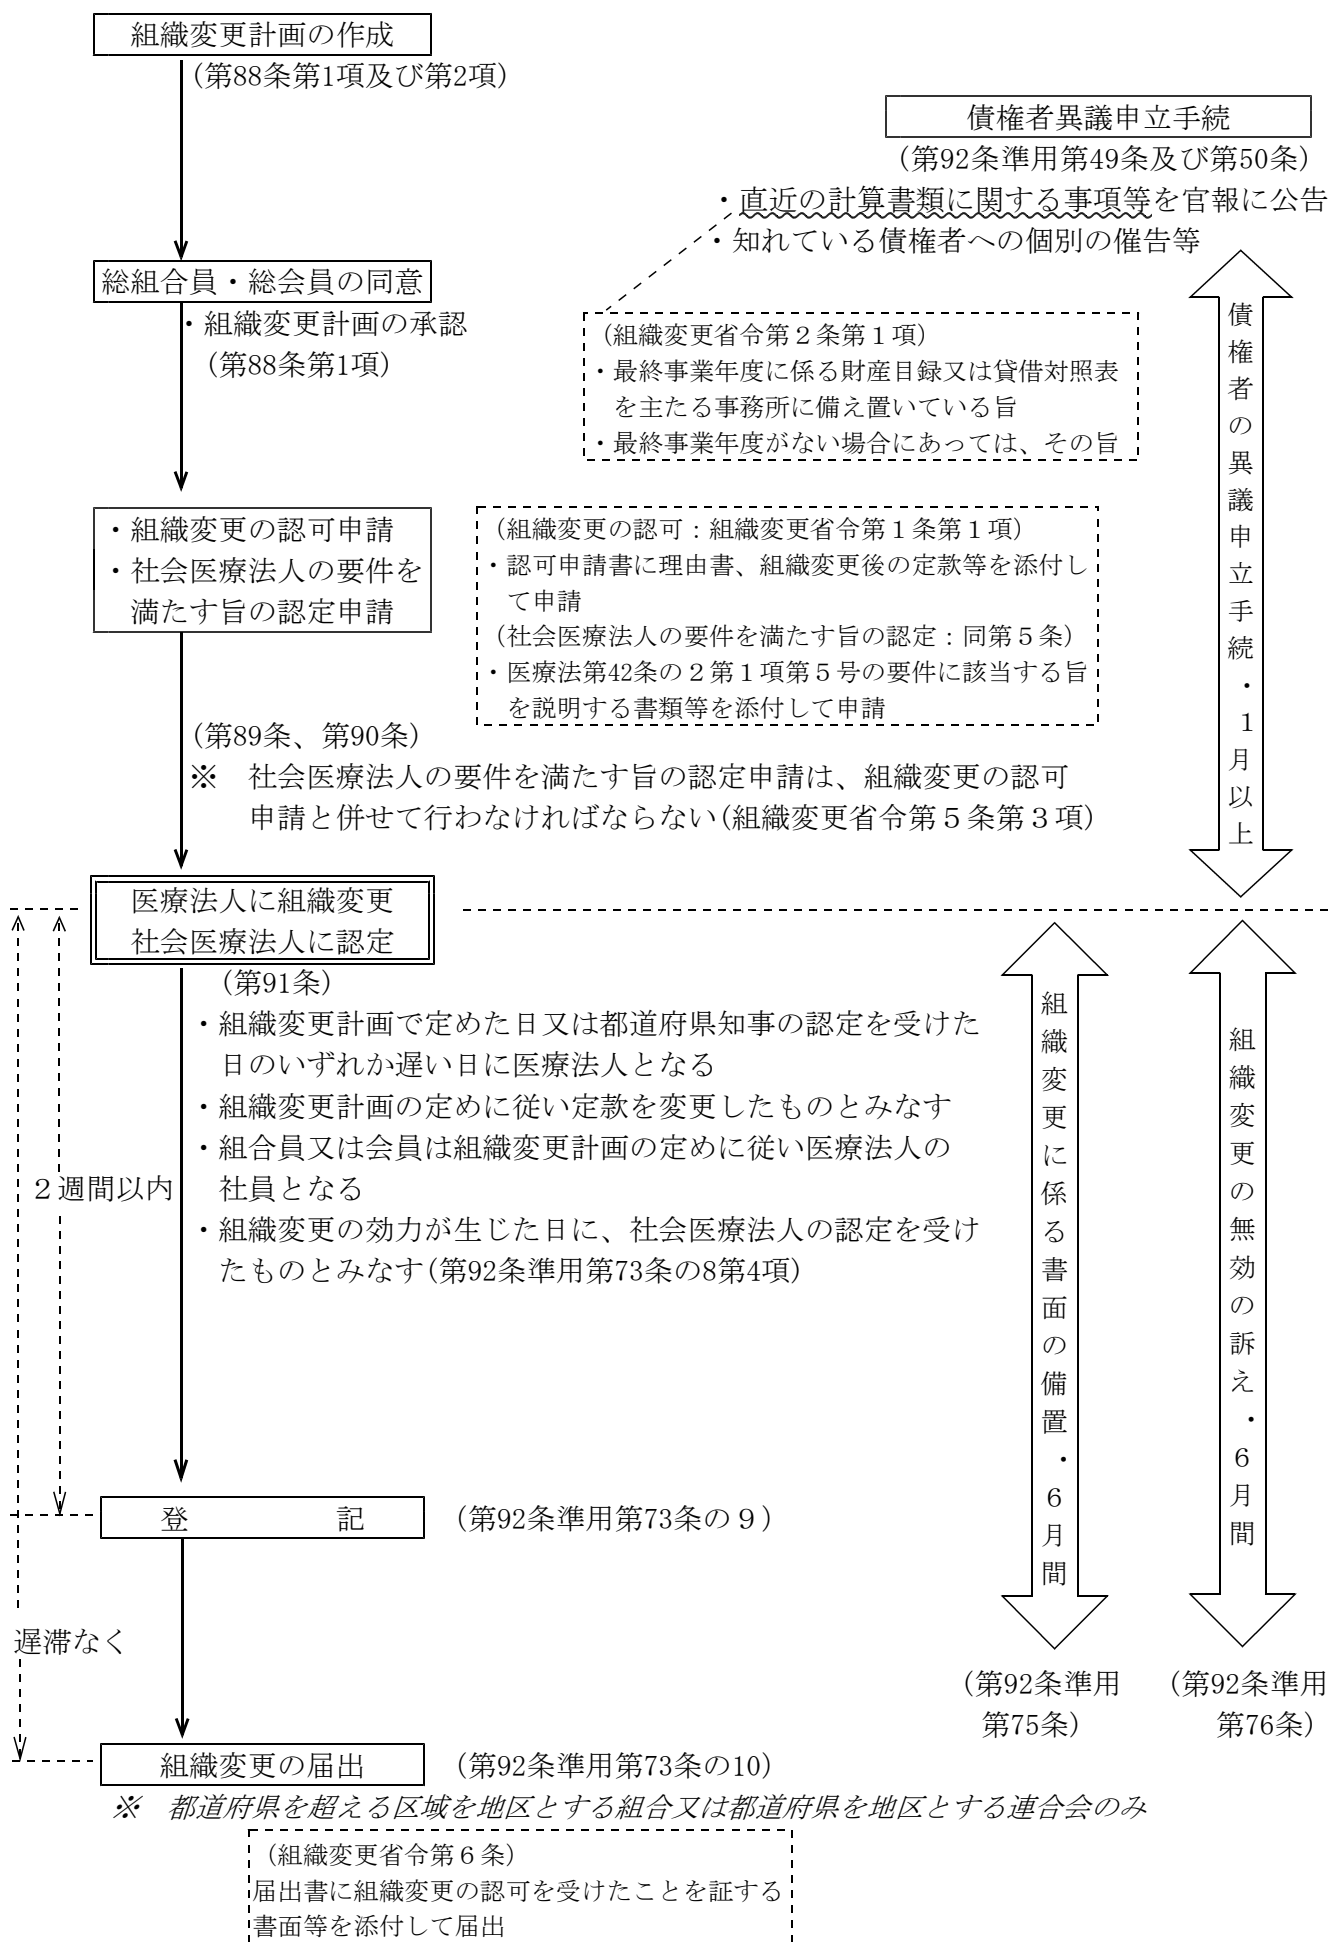 組織変更計画の作成
(第88条第1項及び第2項)
債権者異議申立手続
(第92条準用第49条及び第50条)
・直近の計算書類に関する事項等を官報に公告
・知れている債権者への個別の催告等
総組合員・総会員の同意
・組織変更計画の承認
(第88条第1項)
(組織変更省令第２条第１項)
・最終事業年度に係る財産目録又は貸借対照表
を主たる事務所に備え置いている旨
・最終事業年度がない場合にあっては、その旨
債権者の異議申立手続・１月以上
・組織変更の認可申請
・社会医療法人の要件を
満たす旨の認定申請
(組織変更の認可：組織変更省令第１条第１項)
・認可申請書に理由書、組織変更後の定款等を添付し
て申請
(社会医療法人の要件を満たす旨の認定：同第５条)
・医療法第42条の２第１項第５号の要件に該当する旨
を説明する書類等を添付して申請
(第89条、第90条)
※　社会医療法人の要件を満たす旨の認定申請は、組織変更の認可
申請と併せて行わなければならない(組織変更省令第５条第３項)
医療法人に組織変更
社会医療法人に認定
(第91条)
・組織変更計画で定めた日又は都道府県知事の認定を受けた
日のいずれか遅い日に医療法人となる
・組織変更計画の定めに従い定款を変更したものとみなす
・組合員又は会員は組織変更計画の定めに従い医療法人の
社員となる
・組織変更の効力が生じた日に、社会医療法人の認定を受け
たものとみなす(第92条準用第73条の8第4項)
２週間以内
組織変更に係る書面の備置・６月間
組織変更の無効の訴え・６月間
登　　　　　記
(第92条準用第73条の９)
遅滞なく
(第92条準用
第75条)
(第92条準用
第76条)
組織変更の届出
(第92条準用第73条の10)
※　都道府県を超える区域を地区とする組合又は都道府県を地区とする連合会のみ
(組織変更省令第６条)
届出書に組織変更の認可を受けたことを証する
書面等を添付して届出